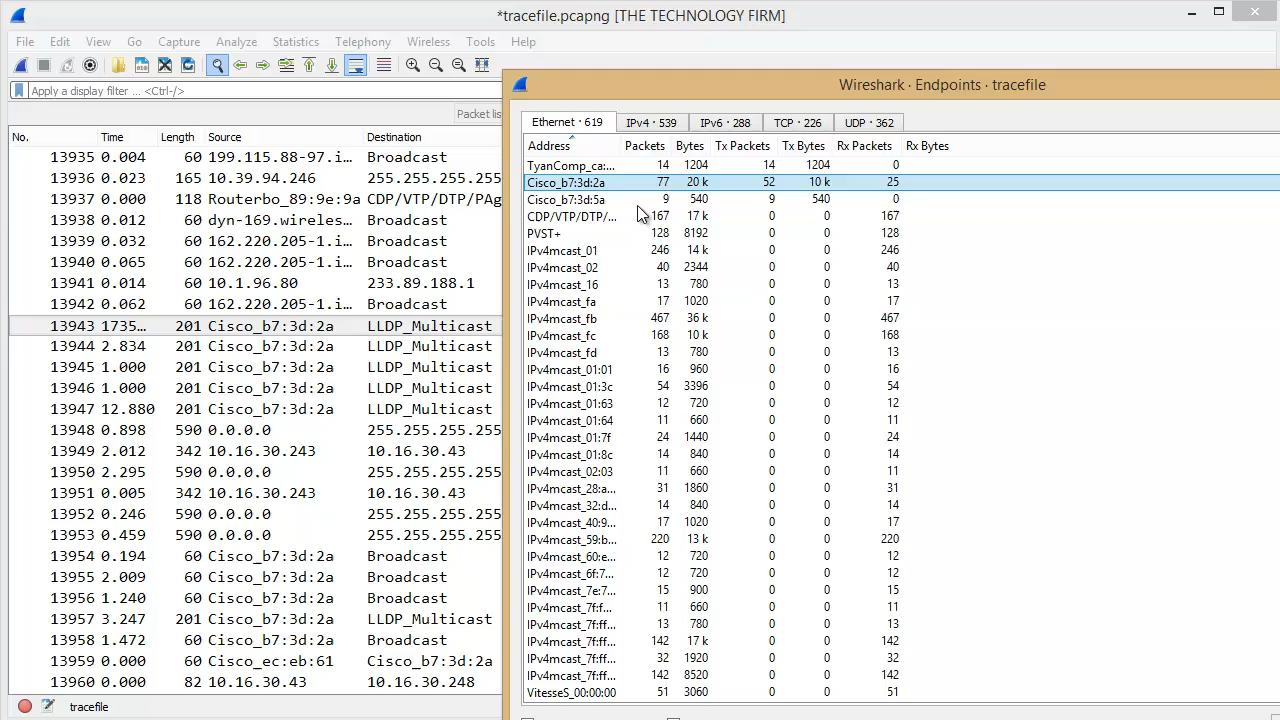 *tracefile.pcapng [THE TECHNOLOGY FIRM]
File Edit View Go Capture Analyze Statistics Telephony Wireless Tools Help
Apply a display filter ... <Ctrl-/>
Packet lis
No. Time Length Source Destination
13935 0.004 60 199.115.88-97.i... Broadcast
13936 0.023 165 10.39.94.246 255.255.255.255
13937 0.000 118 Routerbo_89:9e:9a CDP/VTP/DTP/PAg
13938 0.012 60 dyn-169.wireles... Broadcast
13939 0.032 60 162.220.205-1.i... Broadcast
13940 0.065 60 162.220.205-1.i... Broadcast
13941 0.014 60 10.1.96.80 233.89.188.1
13942 0.062 60 162.220.205-1.i... Broadcast
13943 1735... 201 Cisco_b7:3d:2a LLDP_Multicast
13944 2.834 201 Cisco_b7:3d:2a LLDP_Multicast
13945 1.000 201 Cisco_b7:3d:2a LLDP_Multicast
13946 1.000 201 Cisco_b7:3d:2a LLDP_Multicast
13947 12.880 201 Cisco_b7:3d:2a LLDP_Multicast
13948 0.898 590 0.0.0.0 255.255.255.255
13949 2.012 342 10.16.30.243 10.16.30.43
13950 2.295 590 0.0.0.0 255.255.255.255
13951 0.005 342 10.16.30.243 10.16.30.43
13952 0.246 590 0.0.0.0 255.255.255.255
13953 0.459 590 0.0.0.0 255.255.255.255
13954 0.194 60 Cisco_b7:3d:2a Broadcast
13955 2.009 60 Cisco_b7:3d:2a Broadcast
13956 1.240 60 Cisco_b7:3d:2a Broadcast
13957 3.247 201 Cisco_b7:3d:2a LLDP_Multicast
13958 1.472 60 Cisco_b7:3d:2a Broadcast
13959 0.000 60 Cisco_ec:eb:61 Cisco_b7:3d:2a
13960 0.000 82 10.16.30.43 10.16.30.248
tracefile
Wireshark · Endpoints · tracefile
Ethernet · 619 IPv4 · 539 IPv6 · 288 TCP · 226 UDP · 362
Address Packets Bytes Tx Packets Tx Bytes Rx Packets Rx Bytes
TyanComp_ca:... 14 1204 14 1204 0
Cisco_b7:3d:2a 77 20 k 52 10 k 25
Cisco_b7:3d:5a 9 540 9 540 0
CDP/VTP/DTP/... 167 17 k 0 0 167
PVST+ 128 8192 0 0 128
IPv4mcast_01 246 14 k 0 0 246
IPv4mcast_02 40 2344 0 0 40
IPv4mcast_16 13 780 0 0 13
IPv4mcast_fa 17 1020 0 0 17
IPv4mcast_fb 467 36 k 0 0 467
IPv4mcast_fc 168 10 k 0 0 168
IPv4mcast_fd 13 780 0 0 13
IPv4mcast_01:01 16 960 0 0 16
IPv4mcast_01:3c 54 3396 0 0 54
IPv4mcast_01:63 12 720 0 0 12
IPv4mcast_01:64 11 660 0 0 11
IPv4mcast_01:7f 24 1440 0 0 24
IPv4mcast_01:8c 14 840 0 0 14
IPv4mcast_02:03 11 660 0 0 11
IPv4mcast_28:a... 31 1860 0 0 31
IPv4mcast_32:d... 14 840 0 0 14
IPv4mcast_40:9... 17 1020 0 0 17
IPv4mcast_59:b... 220 13 k 0 0 220
IPv4mcast_60:e... 12 720 0 0 12
IPv4mcast_6f:7... 12 720 0 0 12
IPv4mcast_7e:7... 15 900 0 0 15
IPv4mcast_7f:f... 11 660 0 0 11
IPv4mcast_7f:ff... 13 780 0 0 13
IPv4mcast_7f:ff... 142 17 k 0 0 142
IPv4mcast_7f:ff... 32 1920 0 0 32
IPv4mcast_7f:ff... 142 8520 0 0 142
VitesseS_00:00:00 51 3060 0 0 51